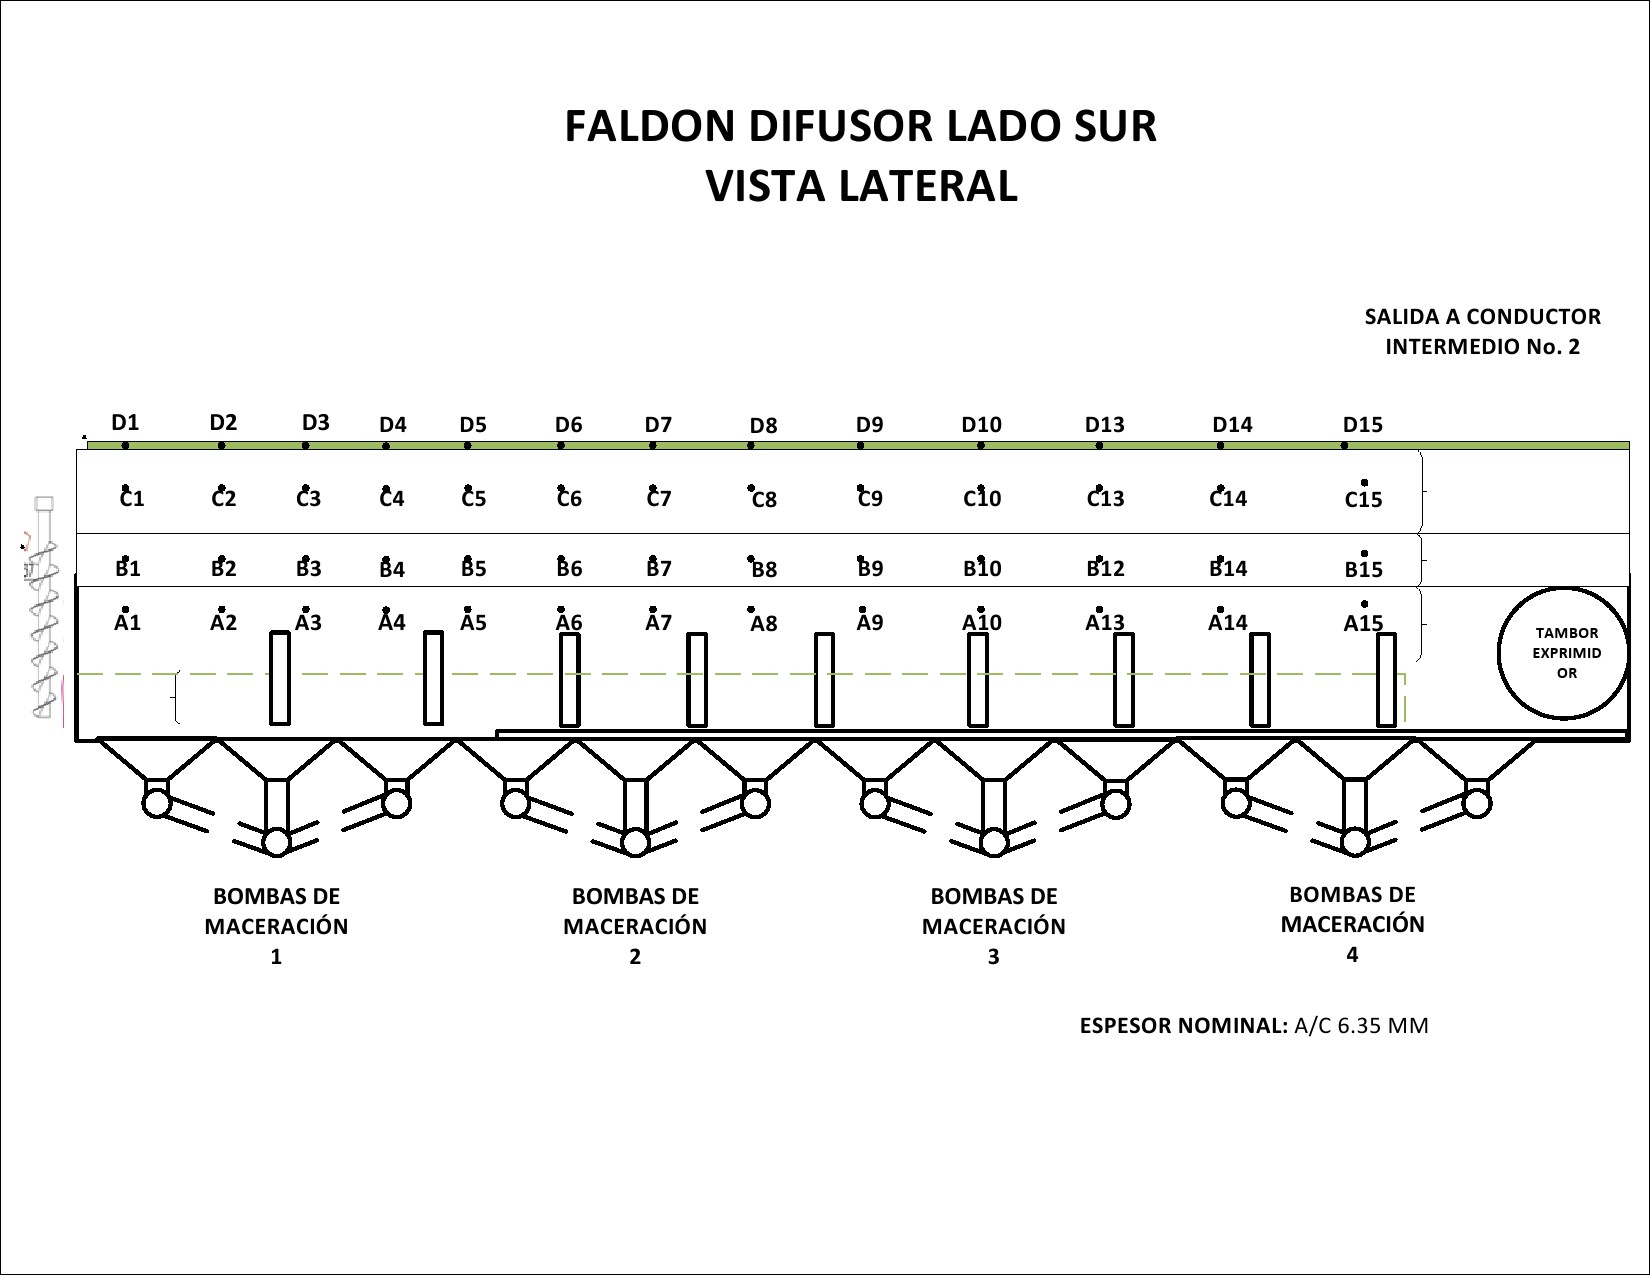 FALDON DIFUSOR LADO SUR
VISTA LATERAL
SALIDA A CONDUCTOR
INTERMEDIO No. 2
D1 D2 D3 D4 D5 D6 D7 D8 D9 D10 D13 D14 D15
C1 C2 C3 C4 C5 C6 C7 C8 C9 C10 C13 C14 C15
B1 B2 B3 B4 B5 B6 B7 B8 B9 B10 B12 B14 B15
A1 A2 A3 A4 A5 A6 A7 A8 A9 A10 A13 A14 A15
TAMBOR
EXPRIMID
OR
BOMBAS DE
MACERACIÓN
1
BOMBAS DE
MACERACIÓN
2
BOMBAS DE
MACERACIÓN
3
BOMBAS DE
MACERACIÓN
4
ESPESOR NOMINAL: A/C 6.35 MM